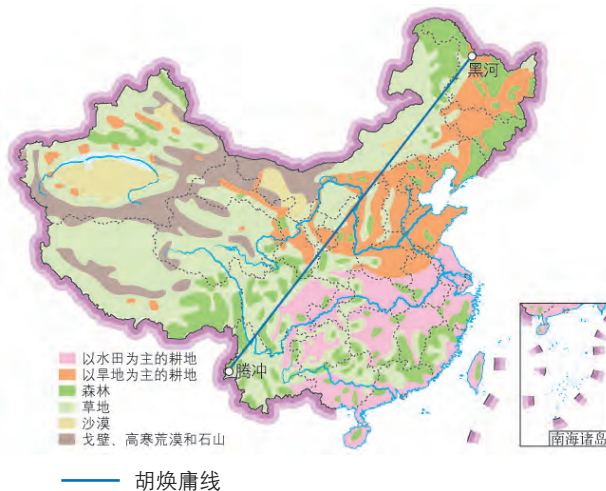 黑河
腾冲
以水田为主的耕地
以旱地为主的耕地
森林
草地
沙漠
戈壁、高寒荒漠和石山
南海诸岛
胡焕庸线